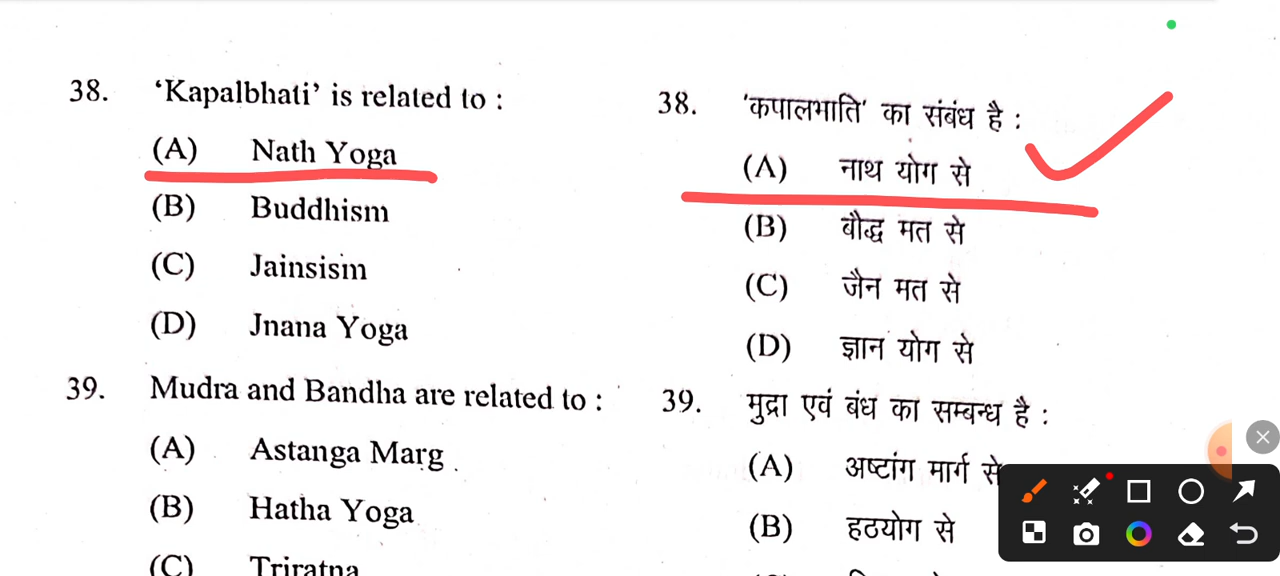 38. ‘Kapalbhati’ is related to :
(A) Nath Yoga
(B) Buddhism
(C) Jainsism
(D) Jnana Yoga
39. Mudra and Bandha are related to :
(A) Astanga Marg
(B) Hatha Yoga
(C) Triratna
38. 'कपालभाति' का संबंध है :
(A) नाथ योग से
(B) बौद्ध मत से
(C) जैन मत से
(D) ज्ञान योग से
39. मुद्रा एवं बंध का सम्बन्ध है :
(A) अष्टांग मार्ग से
(B) हठयोग से